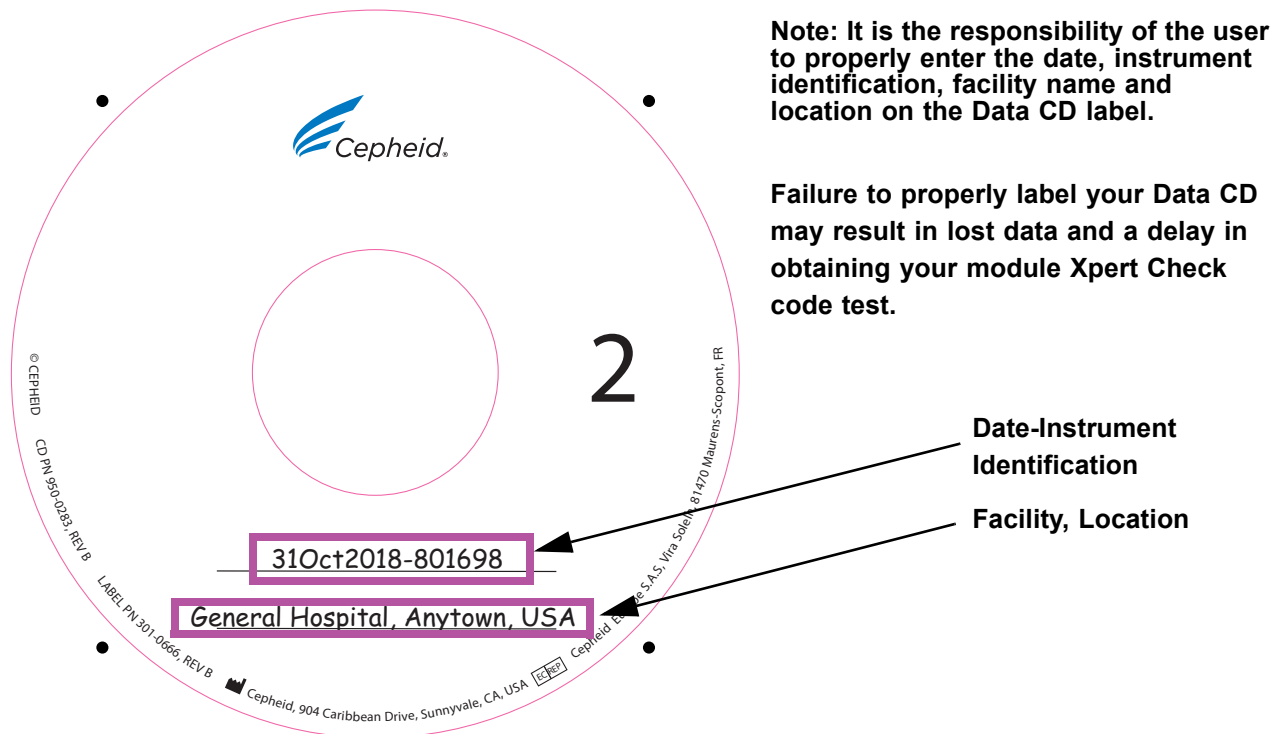 Note: It is the responsibility of the user
to properly enter the date, instrument
identification, facility name and
location on the Data CD label.
Failure to properly label your Data CD
may result in lost data and a delay in
obtaining your module Xpert Check
code test.
Cepheid®
2
Date-Instrument
Identification
Facility, Location
31Oct2018-801698
General Hospital, Anytown, USA
© CEPHEID CD PN 950-0283, REV B LABEL PN 301-0666, REV B Cepheid, 904 Caribbean Drive, Sunnyvale, CA, USA EC REP Cepheid Europe S.A.S, Vira Solelh, 81470 Maurens-Scopont, FR